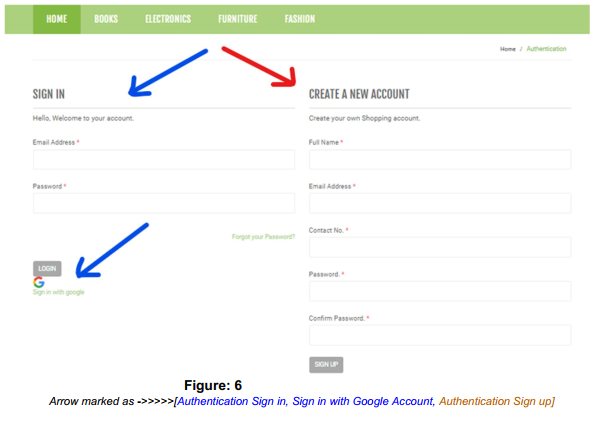 HOME BOOKS ELECTRONICS FURNITURE FASHION
Home / Authentication
SIGN IN
Hello, Welcome to your account.
Email Address *
Password *
Forgot your Password?
LOGIN
G
Sign in with google
CREATE A NEW ACCOUNT
Create your own Shopping account.
Full Name *
Email Address *
Contact No. *
Password. *
Confirm Password. *
SIGN UP
Figure: 6
Arrow marked as ->>>>>[Authentication Sign in, Sign in with Google Account, Authentication Sign up]